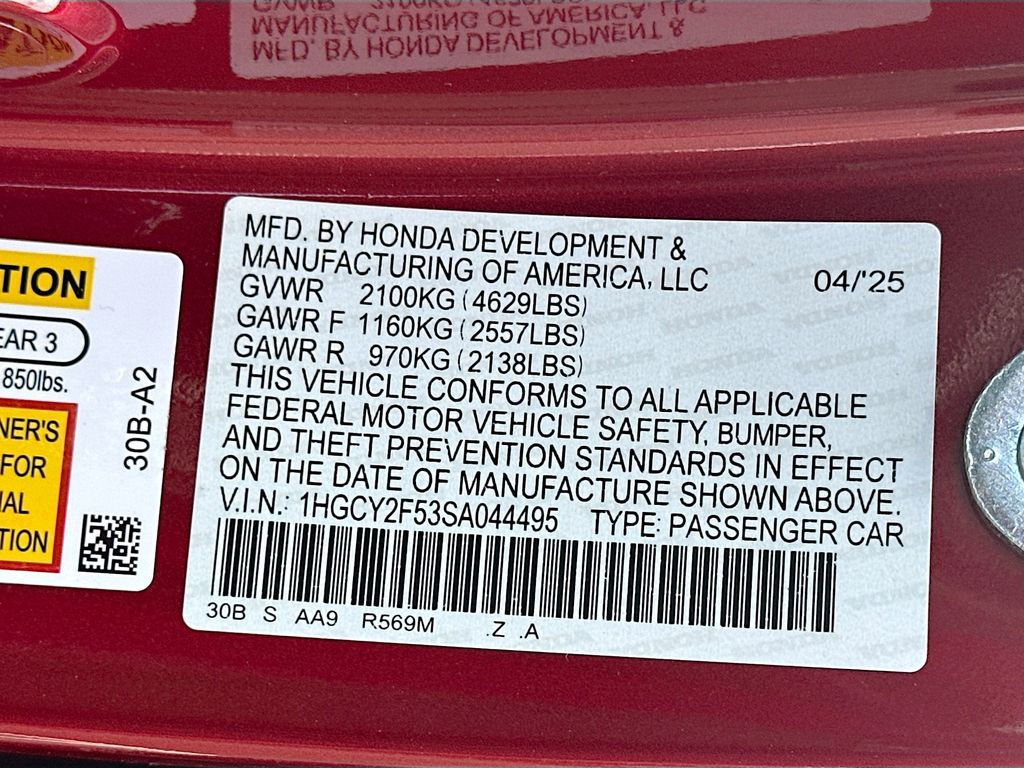 MFD. BY HONDA DEVELOPMENT &
MANUFACTURING OF AMERICA, LLC 04/'25
GVWR 2100KG (4629LBS)
GAWR F 1160KG (2557LBS)
GAWR R 970KG (2138LBS)
THIS VEHICLE CONFORMS TO ALL APPLICABLE
FEDERAL MOTOR VEHICLE SAFETY, BUMPER,
AND THEFT PREVENTION STANDARDS IN EFFECT
ON THE DATE OF MANUFACTURE SHOWN ABOVE.
V.I.N.: 1HGCY2F53SA044495 TYPE: PASSENGER CAR
30B S AA9 R569M .Z .A
TION
EAR 3
850lbs.
NER'S
FOR
AL
TION
30B-A2
MFD. BY HONDA DEVELOPMENT &
MANUFACTURING OF AMERICA, LLC